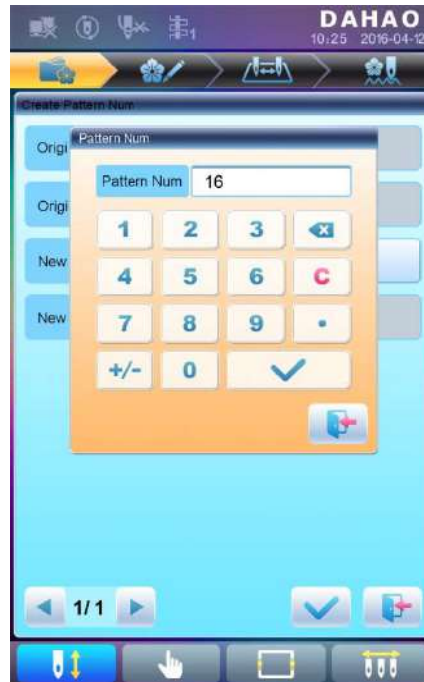 DAHAO
1
10:25 2016-04-12
Create Pattern Num
Origi
Pattern Num
Pattern Num 16
Origi
1 2 3
New
4 5 6 C
New
7 8 9 .
+/- 0
1/1